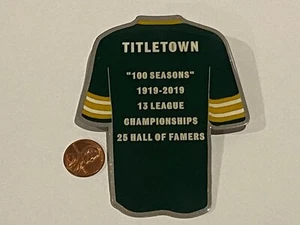 TITLETOWN
"100 SEASONS"
1919-2019
13 LEAGUE
CHAMPIONSHIPS
25 HALL OF FAMERS